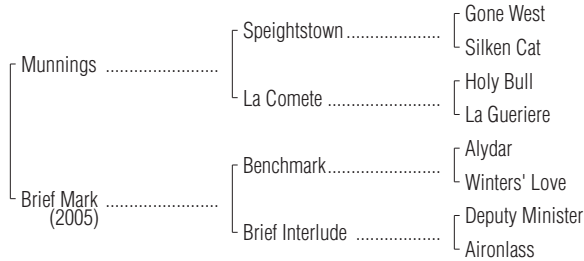 Gone West
Speightstown ....................
Silken Cat
Munnings ........................
Holy Bull
La Comete ........................
La Gueriere
Alydar
Benchmark........................
Winters' Love
Brief Mark ........................
(2005)
Deputy Minister
Brief Interlude ....................
Aironlass